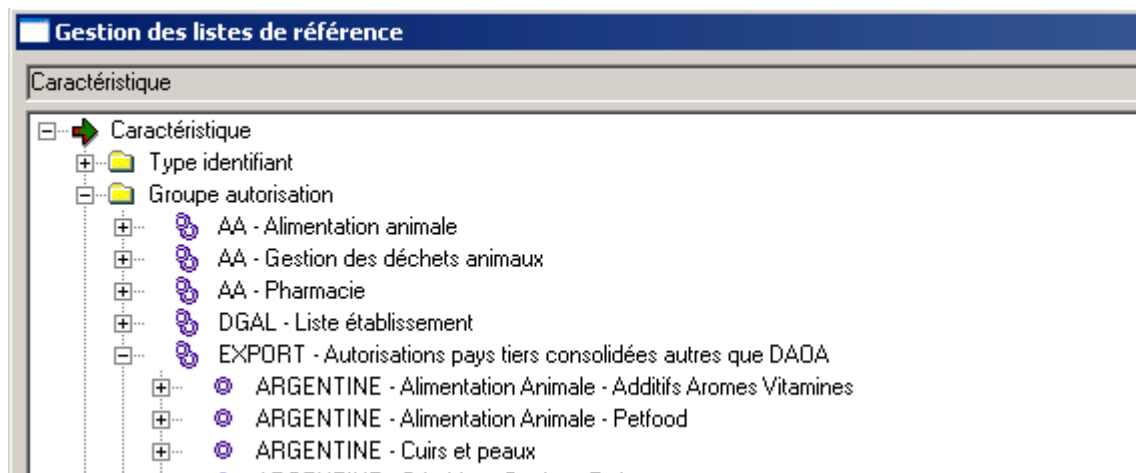 Gestion des listes de référence
Caractéristique
Caractéristique
Type identifiant
Groupe autorisation
AA - Alimentation animale
AA - Gestion des déchets animaux
AA - Pharmacie
DGAL - Liste établissement
EXPORT - Autorisations pays tiers consolidées autres que DAOA
ARGENTINE - Alimentation Animale - Additifs Aromes Vitamines
ARGENTINE - Alimentation Animale - Petfood
ARGENTINE - Cuirs et peaux